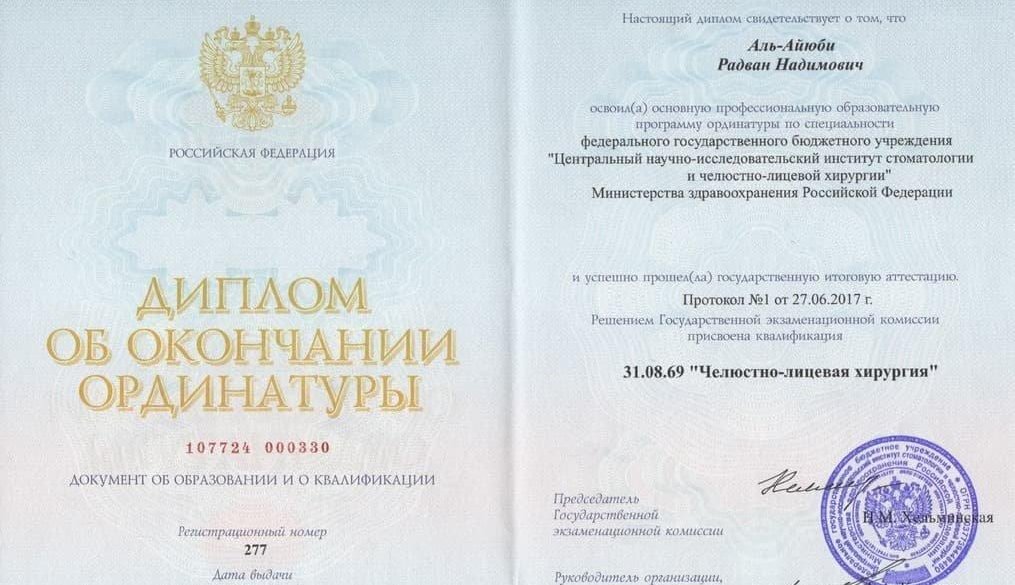 РОССИЙСКАЯ ФЕДЕРАЦИЯ
ДИПЛОМ
ОБ ОКОНЧАНИИ
ОРДИНАТУРЫ
107724 000330
ДОКУМЕНТ ОБ ОБРАЗОВАНИИ И О КВАЛИФИКАЦИИ
Регистрационный номер
277
Дата выдачи
Настоящий диплом свидетельствует о том, что
Аль-Айюби
Радван Надимович
освоил(а) основную профессиональную образовательную
программу ординатуры по специальности
федерального государственного бюджетного учреждения
"Центральный научно-исследовательский институт стоматологии
и челюстно-лицевой хирургии"
Министерства здравоохранения Российской Федерации
и успешно прошел(ла) государственную итоговую аттестацию.
Протокол №1 от 27.06.2017 г.
Решением Государственной экзаменационной комиссии
присвоена квалификация
31.08.69 "Челюстно-лицевая хирургия"
Председатель
Государственной
экзаменационной комиссии
Н.М. Хельминская
Руководитель организации,